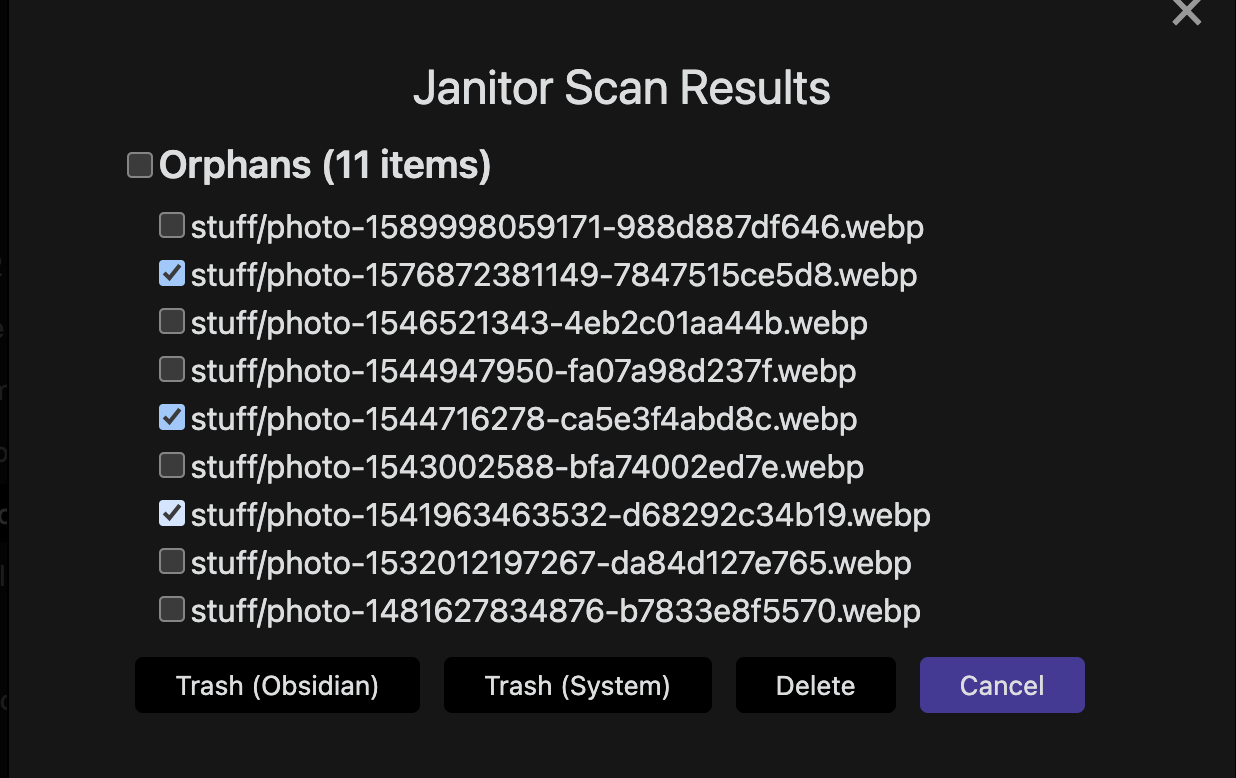 Janitor Scan Results
Orphans (11 items)
stuff/photo-1589998059171-988d887df646.webp
stuff/photo-1576872381149-7847515ce5d8.webp
stuff/photo-1546521343-4eb2c01aa44b.webp
stuff/photo-1544947950-fa07a98d237f.webp
stuff/photo-1544716278-ca5e3f4abd8c.webp
stuff/photo-1543002588-bfa74002ed7e.webp
stuff/photo-1541963463532-d68292c34b19.webp
stuff/photo-1532012197267-da84d127e765.webp
stuff/photo-1481627834876-b7833e8f5570.webp
Trash (Obsidian) Trash (System) Delete Cancel